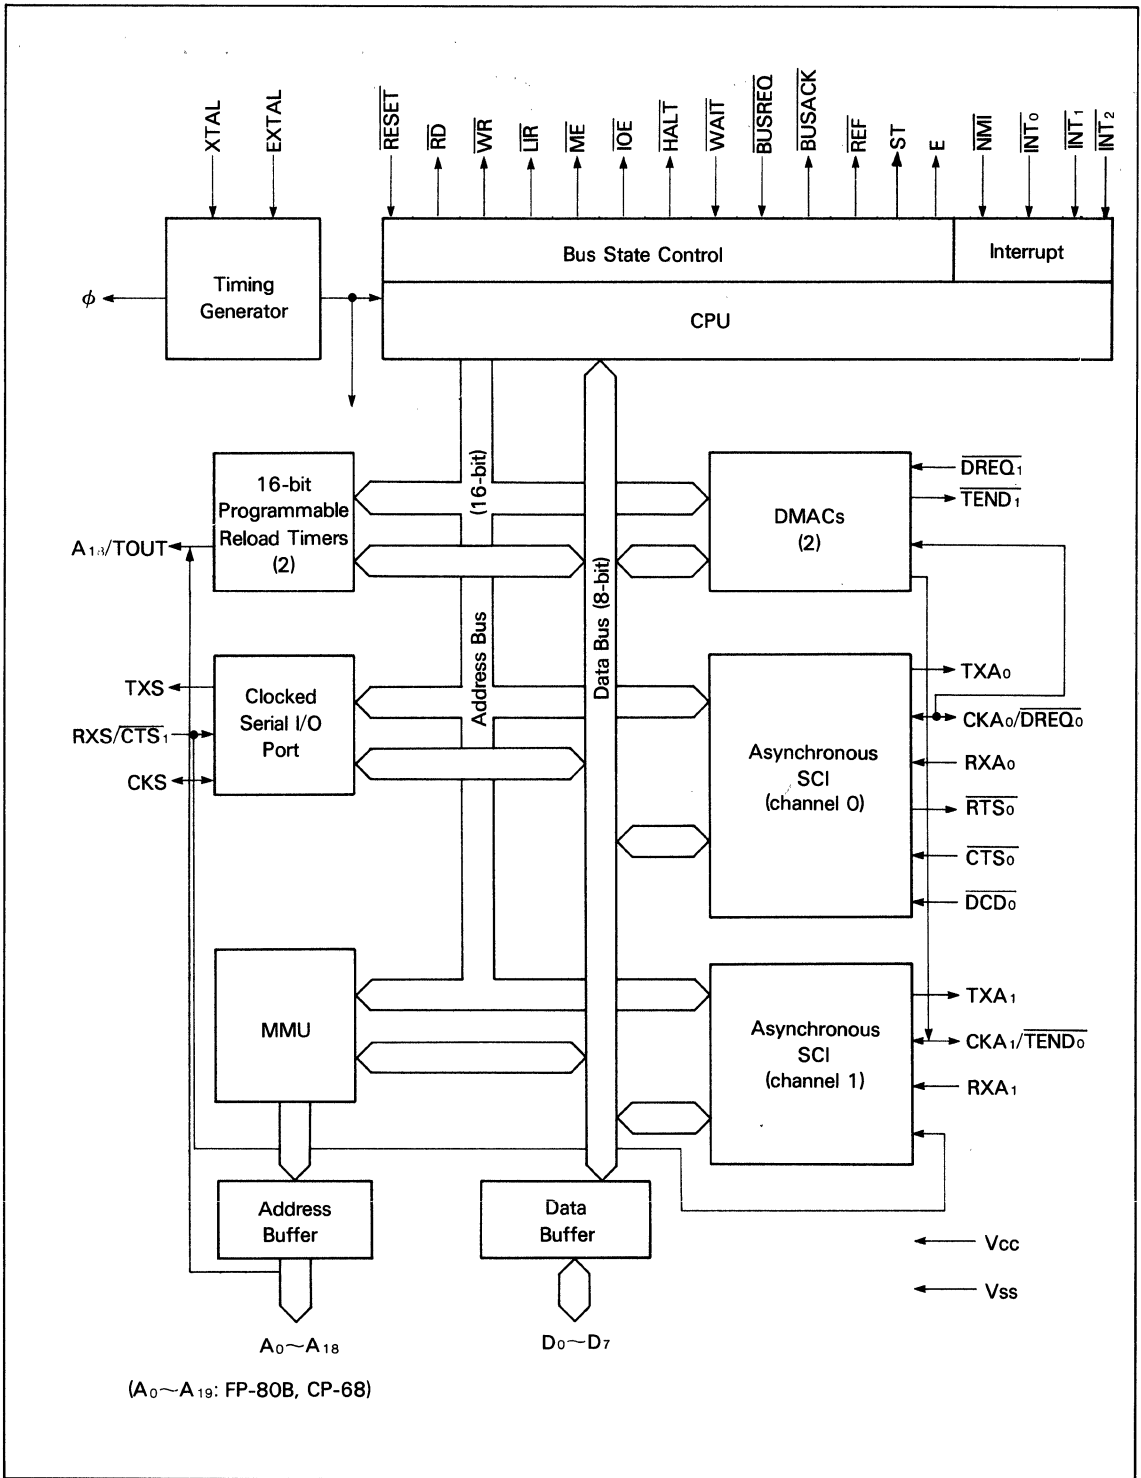 XTAL
EXTAL
RESET
RD
WR
LIR
ME
IOE
HALT
WAIT
BUSREQ
BUSACK
REF
ST
E
NMI
INT0
INT1
INT2
Timing
Generator
Bus State Control
Interrupt
φ
CPU
16-bit
Programmable
Reload Timers
(2)
Address Bus (16-bit)
Data Bus (8-bit)
DMACs
(2)
DREQ1
TEND1
A18/TOUT
Clocked
Serial I/O
Port
TXS
RXS/CTS1
CKS
Asynchronous
SCI
(channel 0)
TXA0
CKA0/DREQ0
RXA0
RTS0
CTS0
DCD0
MMU
Asynchronous
SCI
(channel 1)
TXA1
CKA1/TEND0
RXA1
Address
Buffer
Data
Buffer
Vcc
Vss
A0~A18
D0~D7
(A0~A19: FP-80B, CP-68)